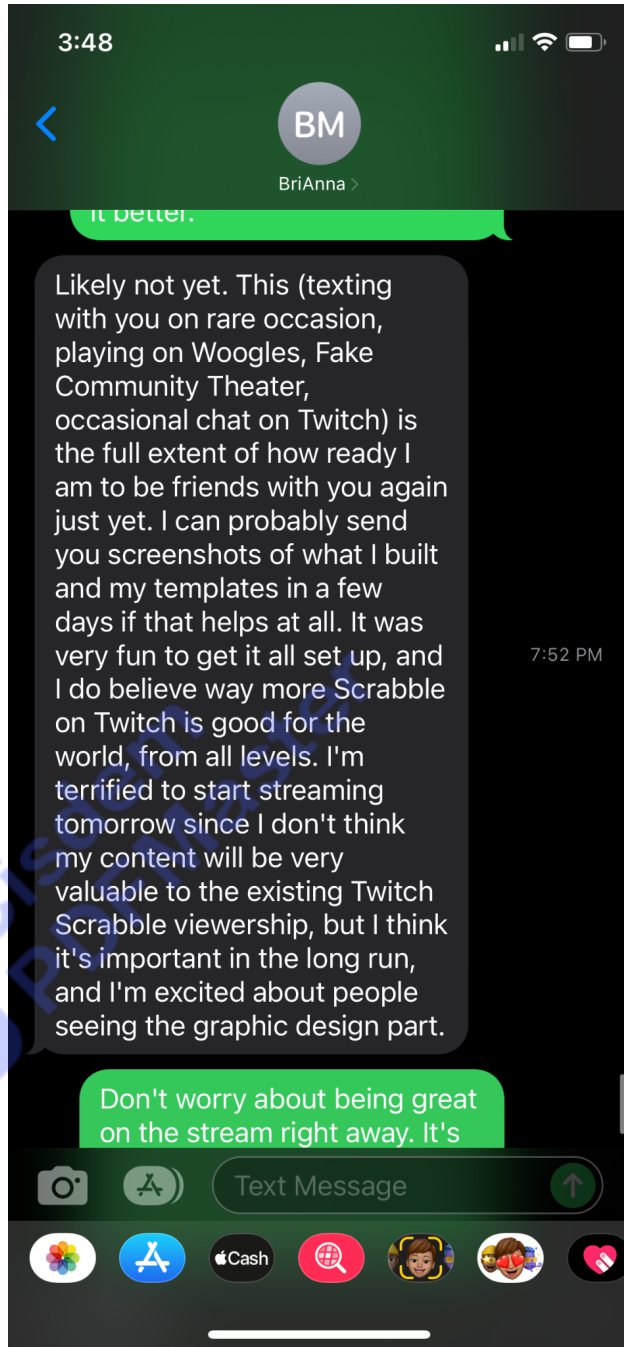 3:48
BM
BriAnna >
it better.
Likely not yet. This (texting
with you on rare occasion,
playing on Woogles, Fake
Community Theater,
occasional chat on Twitch) is
the full extent of how ready I
am to be friends with you again
just yet. I can probably send
you screenshots of what I built
and my templates in a few
days if that helps at all. It was
very fun to get it all set up, and
7:52 PM
I do believe way more Scrabble
on Twitch is good for the
world, from all levels. I'm
terrified to start streaming
tomorrow since I don't think
my content will be very
valuable to the existing Twitch
Scrabble viewership, but I think
it's important in the long run,
and I'm excited about people
seeing the graphic design part.
Don't worry about being great
on the stream right away. It's
Text Message
Cash
cisdem
PDFMaster